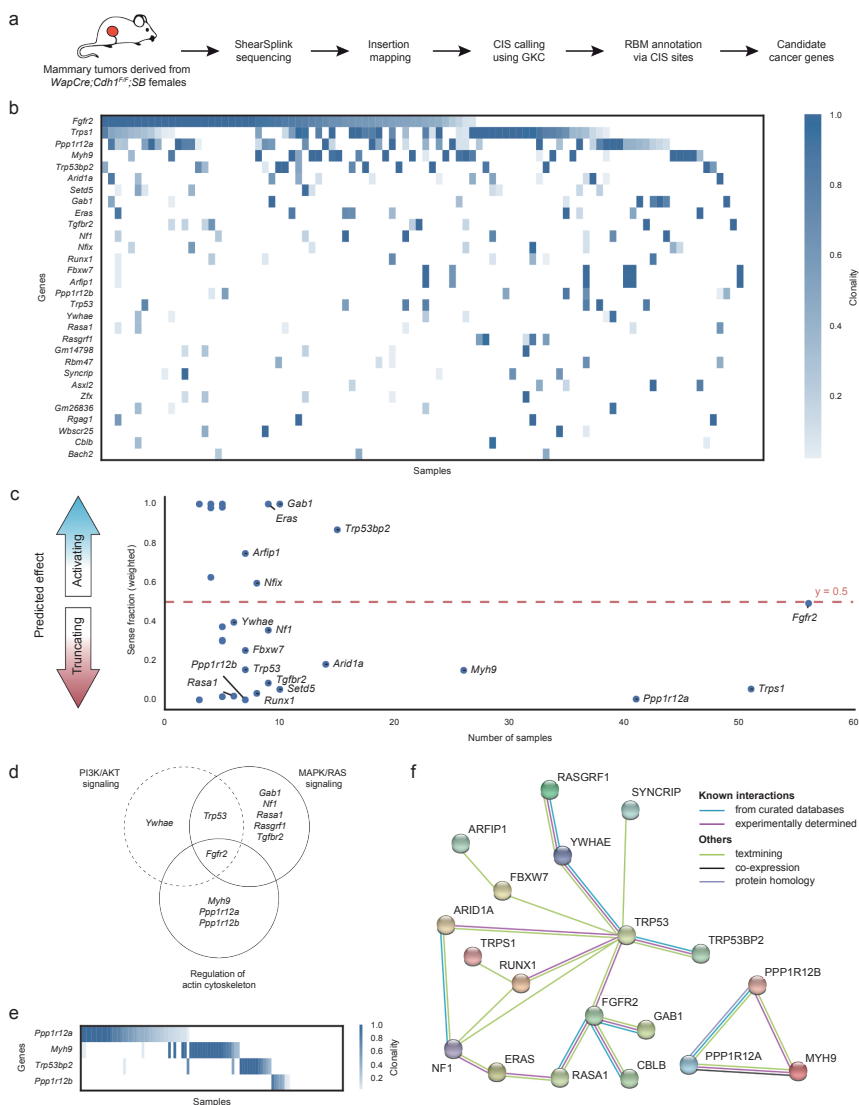 a
Mammary tumors derived from
WapCre;Cdh1F/F;SB females
ShearSplink
sequencing
Insertion
mapping
CIS calling
using GKC
RBM annotation
via CIS sites
Candidate
cancer genes
b
Genes
Fgfr2
Trps1
Ppp1r12a
Myh9
Trp53bp2
Arid1a
Setd5
Gab1
Eras
Tgfbr2
Nf1
Nfix
Runx1
Fbxw7
Arfip1
Ppp1r12b
Trp53
Ywhae
Rasa1
Rasgrf1
Gm14798
Rbm47
Syncrip
Asxl2
Zfx
Gm26836
Rgag1
Wbscr25
Cblb
Bach2
Samples
1.0
0.8
0.6
0.4
0.2
Clonality
c
Predicted effect
Activating
Truncating
Sense fraction (weighted)
1.0
0.8
0.6
0.4
0.2
0.0
Gab1
Eras
Trp53bp2
Arfip1
Nfix
y = 0.5
Fgfr2
Ywhae
Nf1
Fbxw7
Ppp1r12b
Trp53
Arid1a
Myh9
Rasa1
Tgfbr2
Setd5
Runx1
Ppp1r12a
Trps1
0
10
20
30
40
50
60
Number of samples
d
PI3K/AKT
signaling
MAPK/RAS
signaling
Ywhae
Trp53
Gab1
Nf1
Rasa1
Rasgrf1
Tgfbr2
Fgfr2
Myh9
Ppp1r12a
Ppp1r12b
Regulation of
actin cytoskeleton
e
Genes
Ppp1r12a
Myh9
Trp53bp2
Ppp1r12b
Samples
1.0
0.8
0.6
0.4
0.2
Clonality
f
RASGRF1
SYNCRIP
ARFIP1
YWHAE
FBXW7
ARID1A
TRP53
TRPS1
TRP53BP2
RUNX1
PPP1R12B
FGFR2
GAB1
NF1
ERAS
RASA1
CBLB
PPP1R12A
MYH9
Known interactions
from curated databases
experimentally determined
Others
textmining
co-expression
protein homology